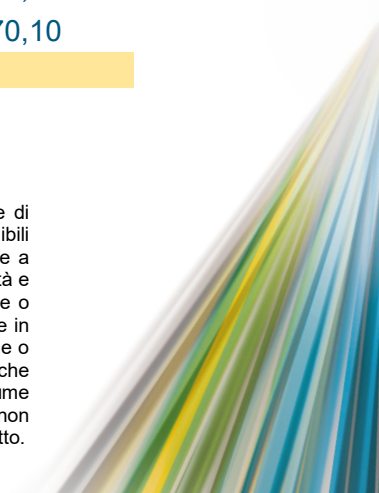 70,10
e di
ibili
e a
tà e
e o
e in
e o
che
ume
non
tto.